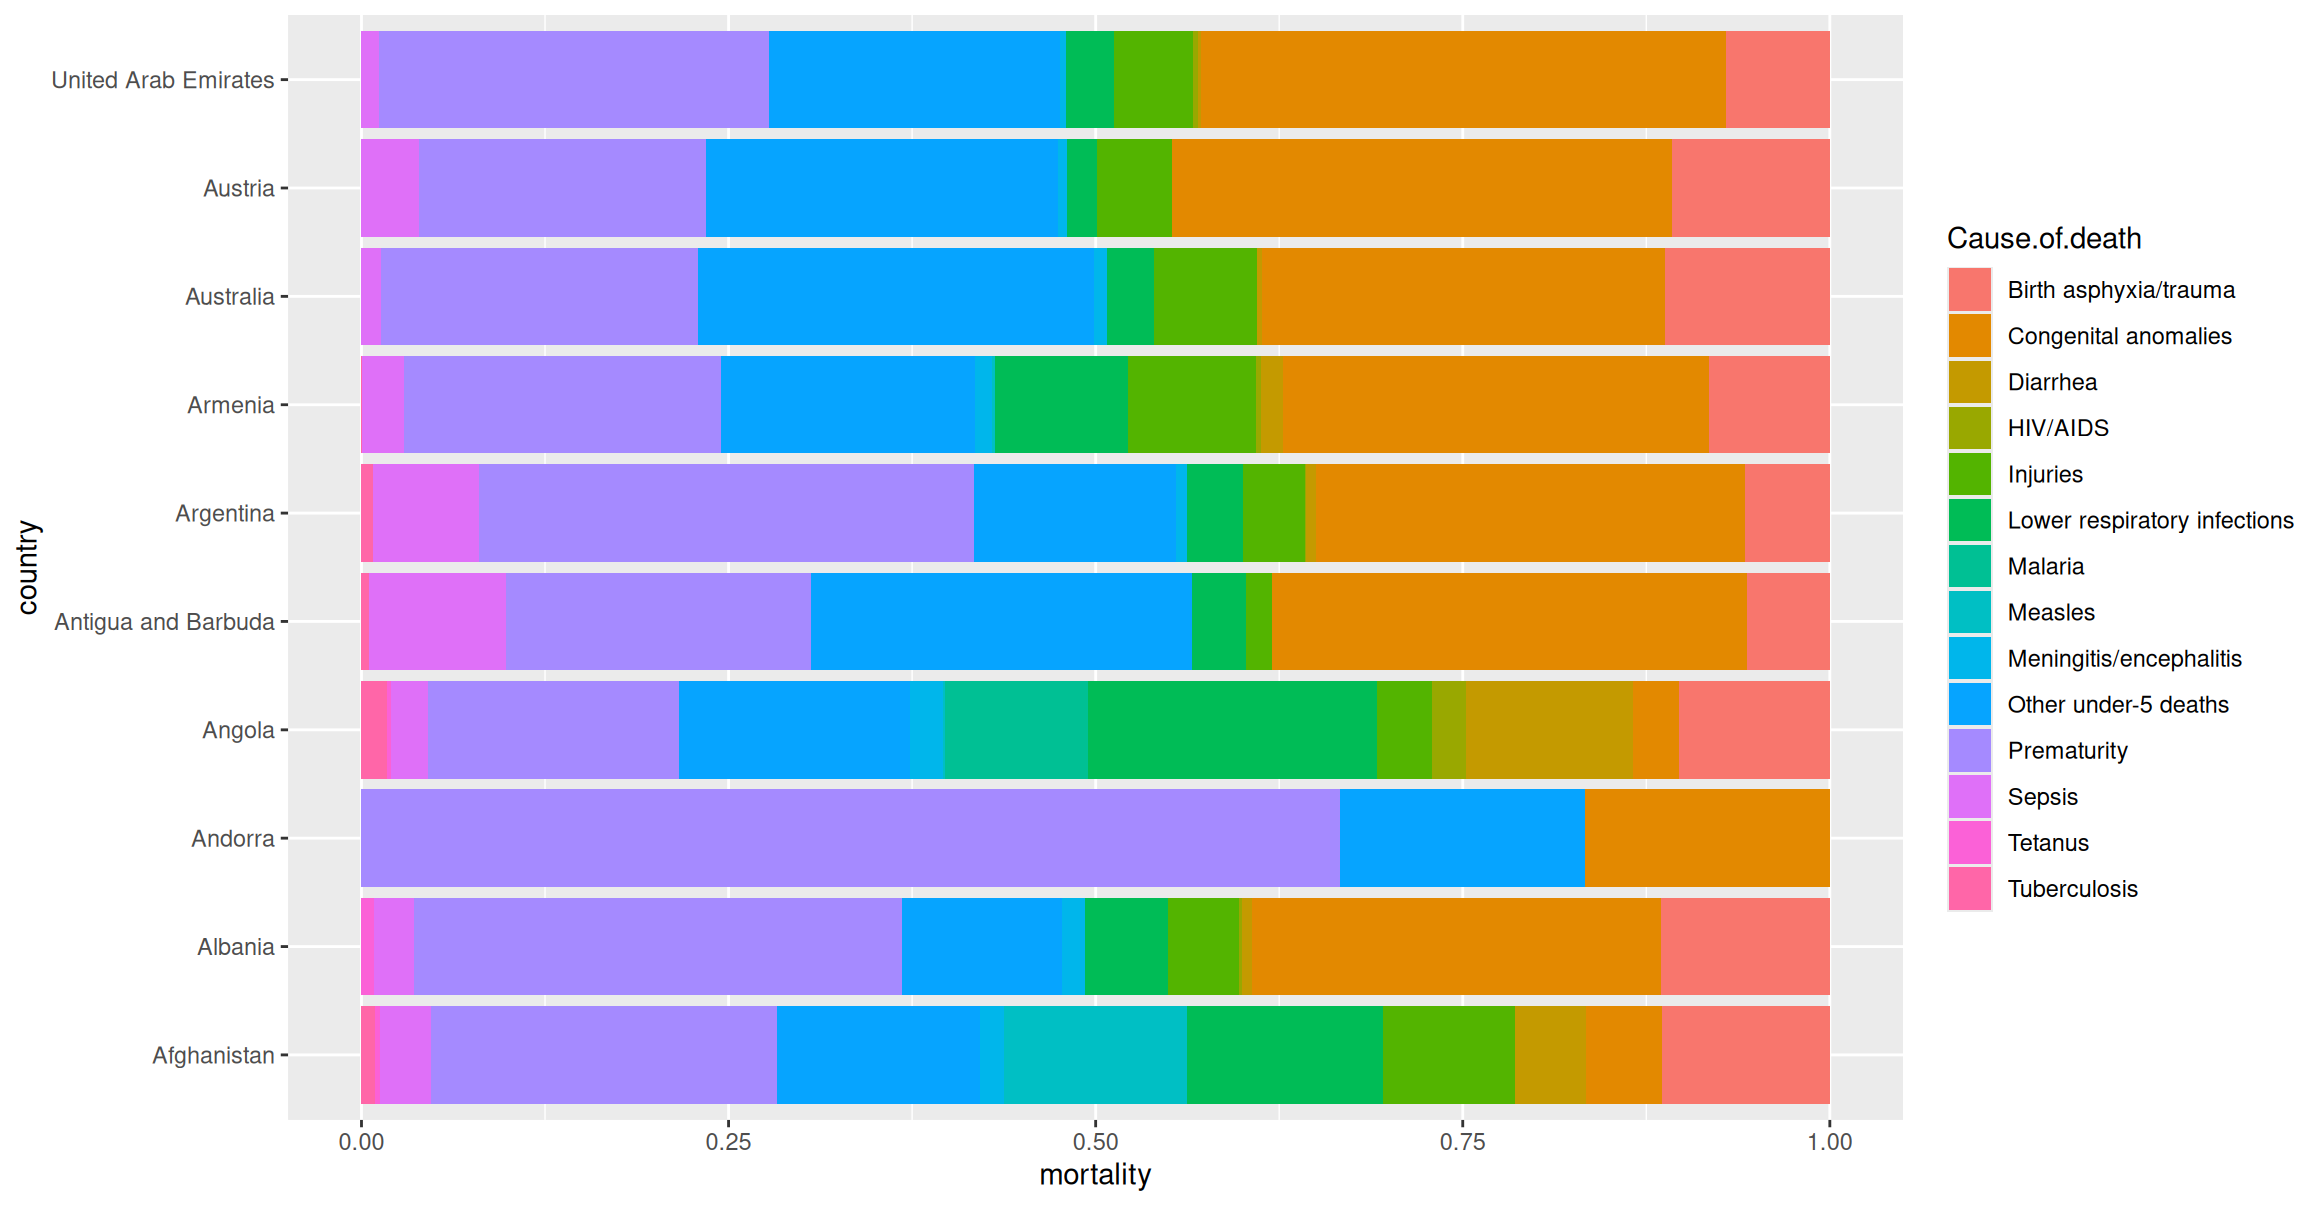 United Arab Emirates
Austria
Australia
Armenia
Argentina
Antigua and Barbuda
Angola
Andorra
Albania
Afghanistan
country
0.00 0.25 0.50 0.75 1.00
mortality
Cause.of.death
Birth asphyxia/trauma
Congenital anomalies
Diarrhea
HIV/AIDS
Injuries
Lower respiratory infections
Malaria
Measles
Meningitis/encephalitis
Other under-5 deaths
Prematurity
Sepsis
Tetanus
Tuberculosis